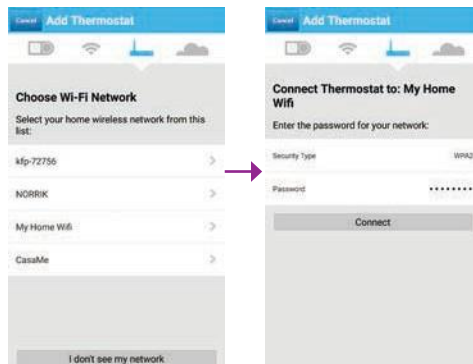 Cancel Add Thermostat
Choose Wi-Fi Network
Select your home wireless network from this
list:
kfp-72756
NORRIK
My Home Wifi
CasaMe
I don't see my network
Cancel Add Thermostat
Connect Thermostat to: My Home
Wifi
Enter the password for your network:
Security Type WPA2
Password ••••••••
Connect